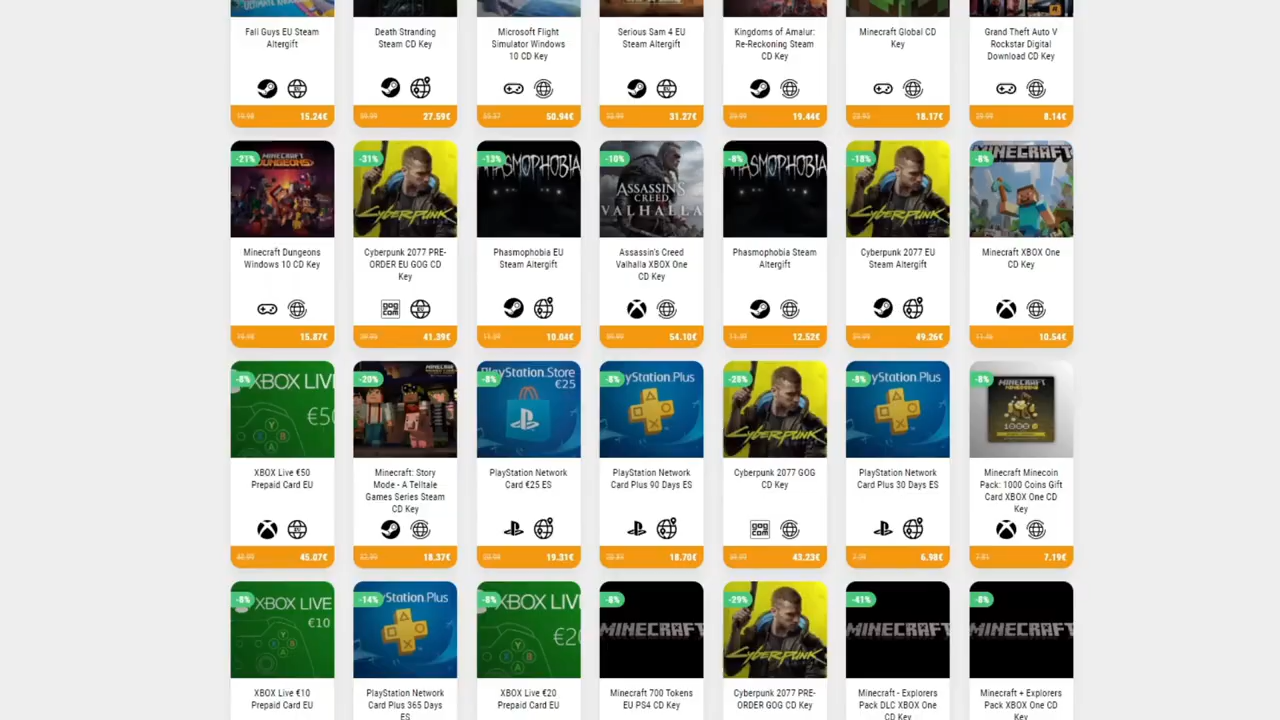 Fall Guys EU Steam
Altergift
Death Stranding
Steam CD Key
Microsoft Flight
Simulator Windows
10 CD Key
Serious Sam 4 EU
Steam Altergift
Kingdoms of Amalur:
Re-Reckoning Steam
CD Key
Minecraft Global CD
Key
Grand Theft Auto V
Rockstar Digital
Download CD Key
15.24€
27.59€
50.94€
31.27€
19.44€
18.17€
8.14€
-21%
MINECRAFT
DUNGEONS
-31%
CYBERPUNK
-13%
PHASMOPHOBIA
-10%
ASSASSIN'S
CREED
VALHALLA
-8%
PHASMOPHOBIA
-18%
CYBERPUNK
-8%
MINECRAFT
Minecraft Dungeons
Windows 10 CD Key
Cyberpunk 2077 PRE-
ORDER EU GOG CD
Key
Phasmophobia EU
Steam Altergift
Assassin's Creed
Valhalla XBOX One
CD Key
Phasmophobia Steam
Altergift
Cyberpunk 2077 EU
Steam Altergift
Minecraft XBOX One
CD Key
gog
com
15.87€
41.39€
10.04€
54.10€
12.52€
49.26€
10.54€
-8%
XBOX LIVE
€50
-20%
MINECRAFT
-8%
PlayStation Store
€25
-8%
PlayStation Plus
-28%
CYBERPUNK
-8%
PlayStation Plus
-8%
MINECRAFT
1000
XBOX Live €50
Prepaid Card EU
Minecraft: Story
Mode - A Telltale
Games Series Steam
CD Key
PlayStation Network
Card €25 ES
PlayStation Network
Card Plus 90 Days ES
Cyberpunk 2077 GOG
CD Key
PlayStation Network
Card Plus 30 Days ES
Minecraft Minecoin
Pack: 1000 Coins Gift
Card XBOX One CD
Key
gog
com
45.07€
18.37€
19.31€
18.70€
43.23€
6.98€
7.19€
-8%
XBOX LIVE
€10
-14%
PlayStation Plus
-8%
XBOX LIVE
€20
-8%
MINECRAFT
-29%
CYBERPUNK
-41%
MINECRAFT
-8%
MINECRAFT
XBOX Live €10
Prepaid Card EU
PlayStation Network
Card Plus 365 Days
ES
XBOX Live €20
Prepaid Card EU
Minecraft 700 Tokens
EU PS4 CD Key
Cyberpunk 2077 PRE-
ORDER GOG CD Key
Minecraft - Explorers
Pack DLC XBOX One
CD Key
Minecraft + Explorers
Pack XBOX One CD
Key